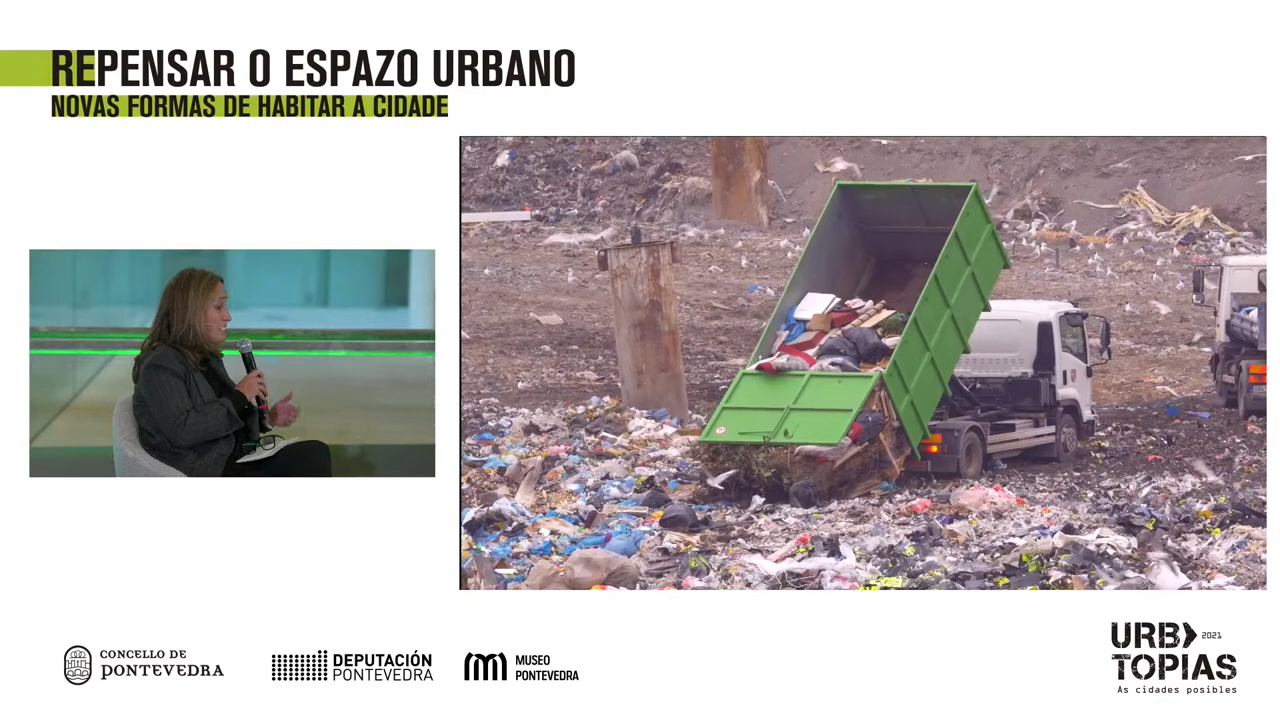 REPENSAR O ESPAZO URBANO
NOVAS FORMAS DE HABITAR A CIDADE
CONCELLO DE
PONTEVEDRA
DEPUTACIÓN
PONTEVEDRA
MUSEO
PONTEVEDRA
URB 2021
TOPIAS
As cidades posibles